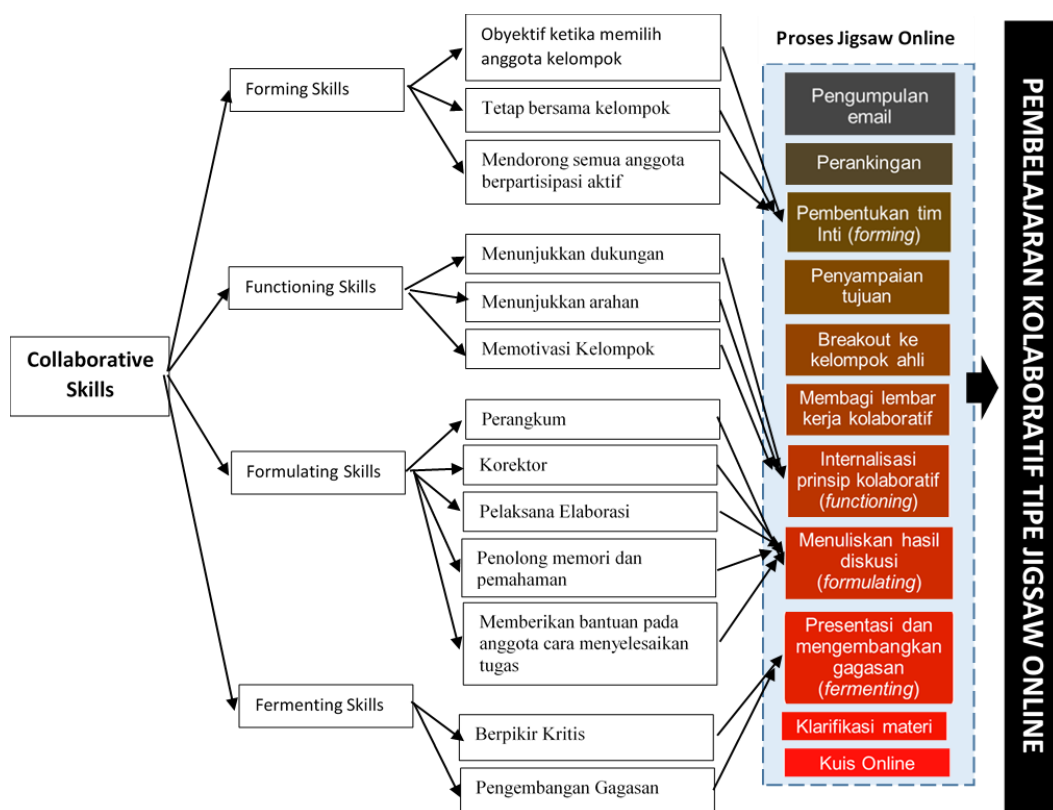 Collaborative
Skills
Forming Skills
Functioning Skills
Formulating Skills
Fermenting Skills
Obyektif ketika memilih
anggota kelompok
Tetap bersama kelompok
Mendorong semua anggota
berpartisipasi aktif
Menunjukkan dukungan
Menunjukkan arahan
Memotivasi Kelompok
Perangkum
Korektor
Pelaksana Elaborasi
Penolong memori dan
pemahaman
Memberikan bantuan pada
anggota cara menyelesaikan
tugas
Berpikir Kritis
Pengembangan Gagasan
Proses Jigsaw Online
Pengumpulan
email
Perankingan
Pembentukan tim
Inti (forming)
Penyampaian
tujuan
Breakout ke
kelompok ahli
Membagi lembar
kerja kolaboratif
Internalisasi
prinsip kolaboratif
(functioning)
Menuliskan hasil
diskusi
(formulating)
Presentasi dan
mengembangkan
gagasan
(fermenting)
Klarifikasi materi
Kuis Online
PEMBELAJARAN KOLABORATIF TIPE JIGSAW ONLINE